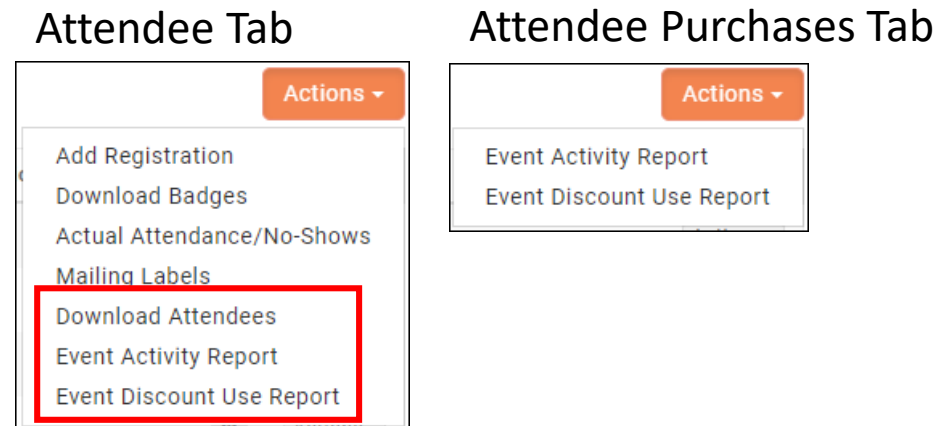 Attendee Tab
Actions
Add Registration
Download Badges
Actual Attendance/No-Shows
Mailing Labels
Download Attendees
Event Activity Report
Event Discount Use Report
Attendee Purchases Tab
Actions
Event Activity Report
Event Discount Use Report